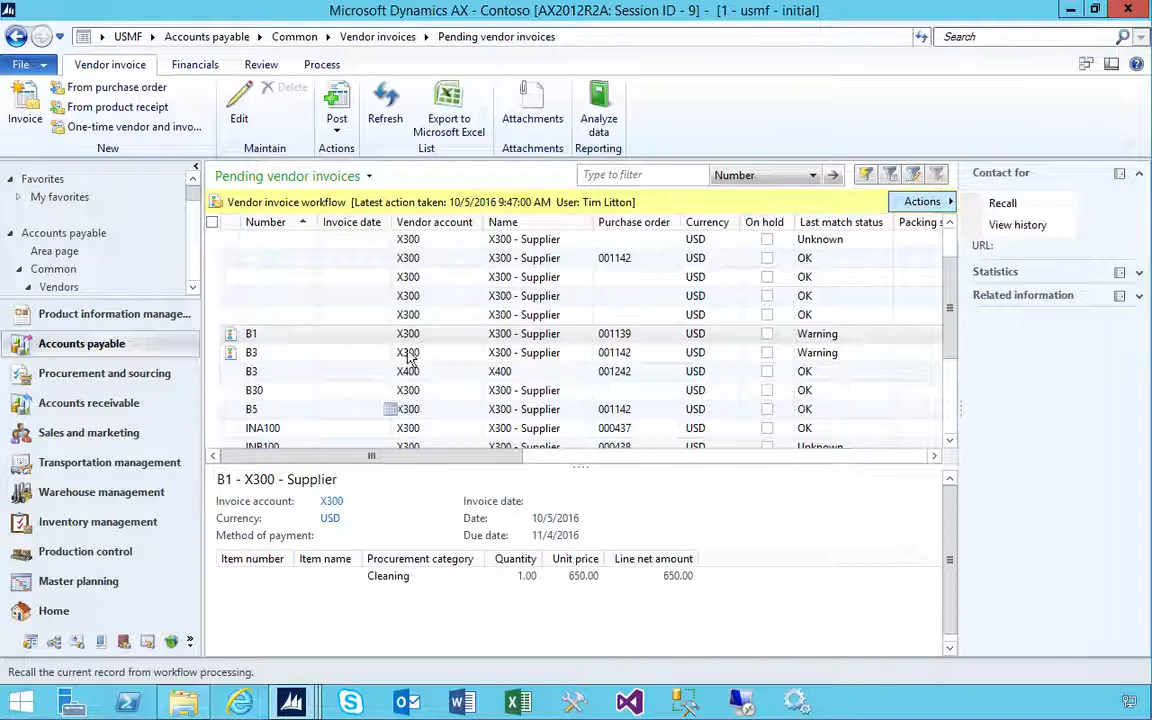 Microsoft Dynamics AX - Contoso [AX2012R2A: Session ID - 9] - [1 - usmf - initial]
USMF Accounts payable Common Vendor invoices Pending vendor invoices Search
File Vendor invoice Financials Review Process
Invoice
From purchase order
From product receipt
One-time vendor and invo...
New
Edit
Delete
Maintain
Post
Actions
Refresh
Export to
Microsoft Excel
List
Attachments
Attachments
Analyze
data
Reporting
Favorites
My favorites
Accounts payable
Area page
Common
Vendors
Product information manage...
Accounts payable
Procurement and sourcing
Accounts receivable
Sales and marketing
Transportation management
Warehouse management
Inventory management
Production control
Master planning
Home
Pending vendor invoices
Type to filter Number
Vendor invoice workflow [Latest action taken: 10/5/2016 9:47:00 AM User: Tim Litton] Actions
Number Invoice date Vendor account Name Purchase order Currency On hold Last match status Packing s
X300 X300 - Supplier USD Unknown
X300 X300 - Supplier 001142 USD OK
X300 X300 - Supplier USD OK
X300 X300 - Supplier USD OK
X300 X300 - Supplier USD OK
B1 X300 X300 - Supplier 001139 USD Warning
B3 X300 X300 - Supplier 001142 USD Warning
B3 X400 X400 001242 USD OK
B30 X300 X300 - Supplier USD OK
B5 X300 X300 - Supplier 001142 USD OK
INA100 X300 X300 - Supplier 000437 USD OK
INB100 X300 X300 - Supplier 000438 USD Unknown
B1 - X300 - Supplier
Invoice account: X300 Invoice date:
Currency: USD Date: 10/5/2016
Method of payment: Due date: 11/4/2016
Item number Item name Procurement category Quantity Unit price Line net amount
Cleaning 1.00 650.00 650.00
Contact for
Recall
View history
URL:
Statistics
Related information
Recall the current record from workflow processing.